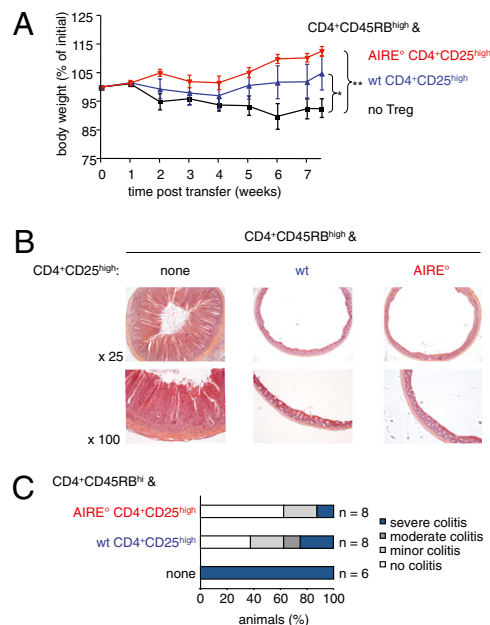 A
CD4⁺CD45RBʰⁱᵍʰ &
125
115
105
95
85
75
body weight (% of initial)
AIRE° CD4⁺CD25ʰⁱᵍʰ
wt CD4⁺CD25ʰⁱᵍʰ
no Treg
*
**
0 1 2 3 4 5 6 7
time post transfer (weeks)
B
CD4⁺CD45RBʰⁱᵍʰ &
CD4⁺CD25ʰⁱᵍʰ: none wt AIRE°
x 25
x 100
C
CD4⁺CD45RBʰⁱ &
AIRE° CD4⁺CD25ʰⁱᵍʰ n = 8
wt CD4⁺CD25ʰⁱᵍʰ n = 8
none n = 6
severe colitis
moderate colitis
minor colitis
no colitis
0 20 40 60 80 100
animals (%)